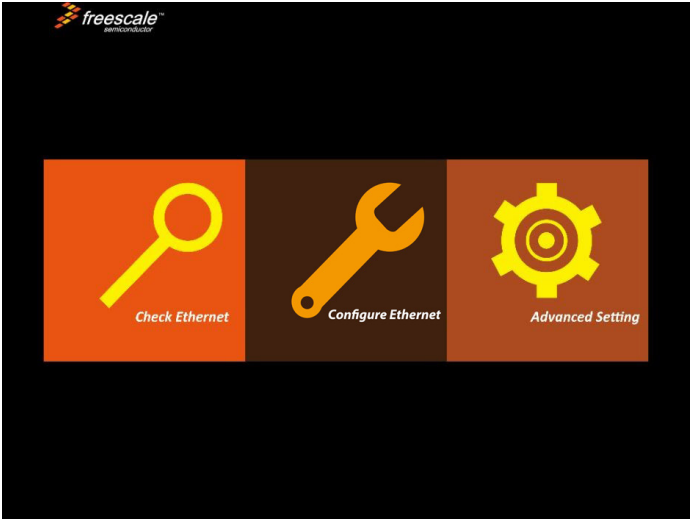 freescale™
semiconductor
Check Ethernet
Configure Ethernet
Advanced Setting